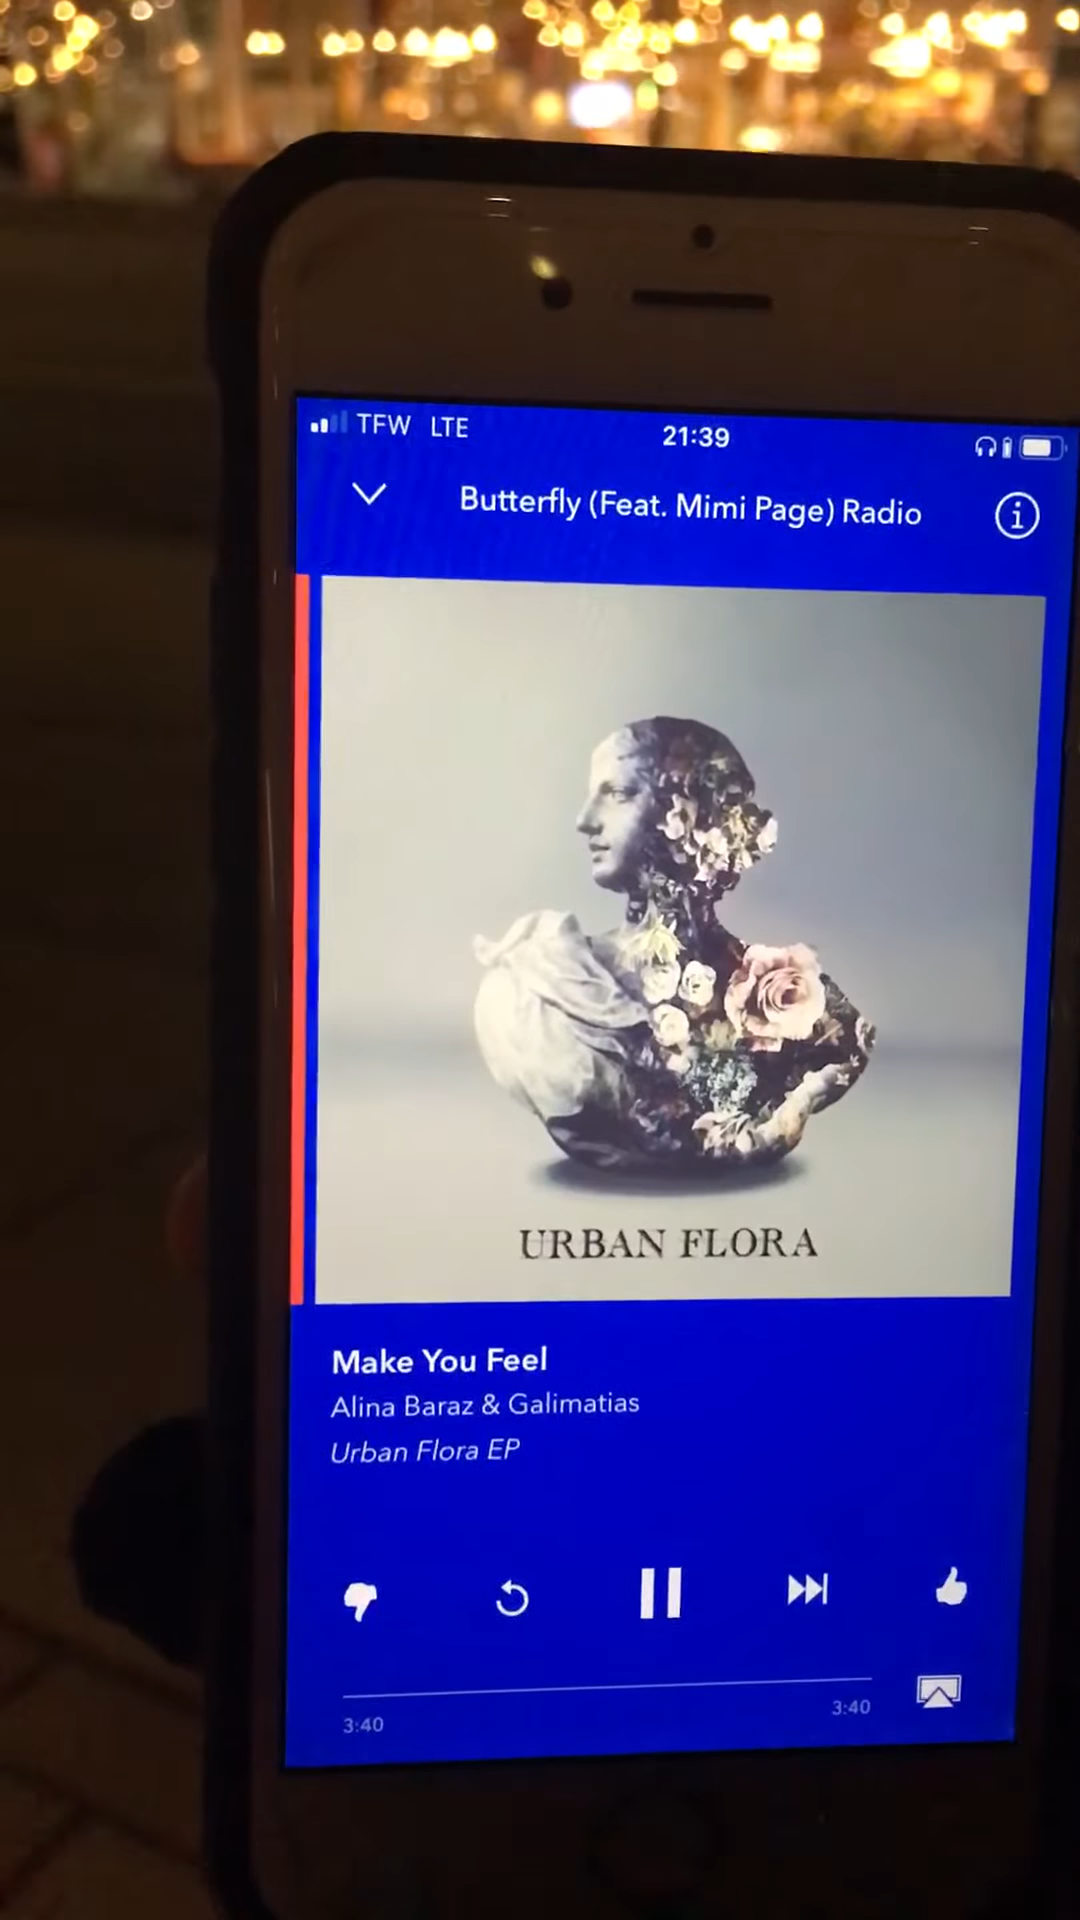 TFW LTE 21:39
Butterfly (Feat. Mimi Page) Radio
URBAN FLORA
Make You Feel
Alina Baraz & Galimatias
Urban Flora EP
3:40 3:40